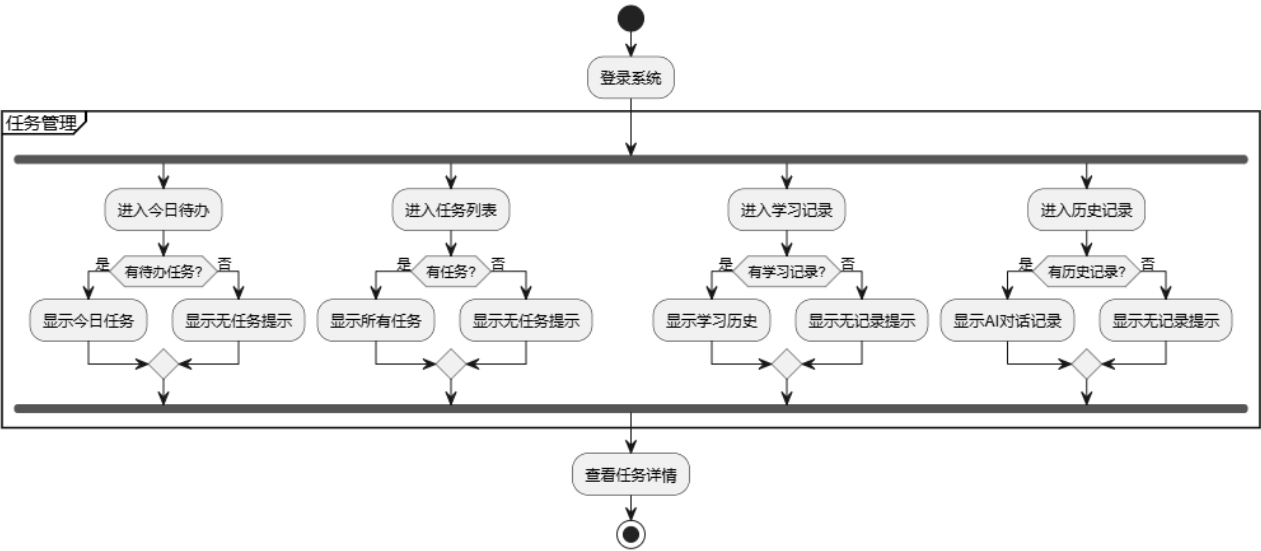 登录系统
任务管理
进入今日待办
进入任务列表
进入学习记录
进入历史记录
是
有待办任务?
否
是
有任务?
否
是
有学习记录?
否
是
有历史记录?
否
显示今日任务
显示无任务提示
显示所有任务
显示无任务提示
显示学习历史
显示无记录提示
显示AI对话记录
显示无记录提示
查看任务详情